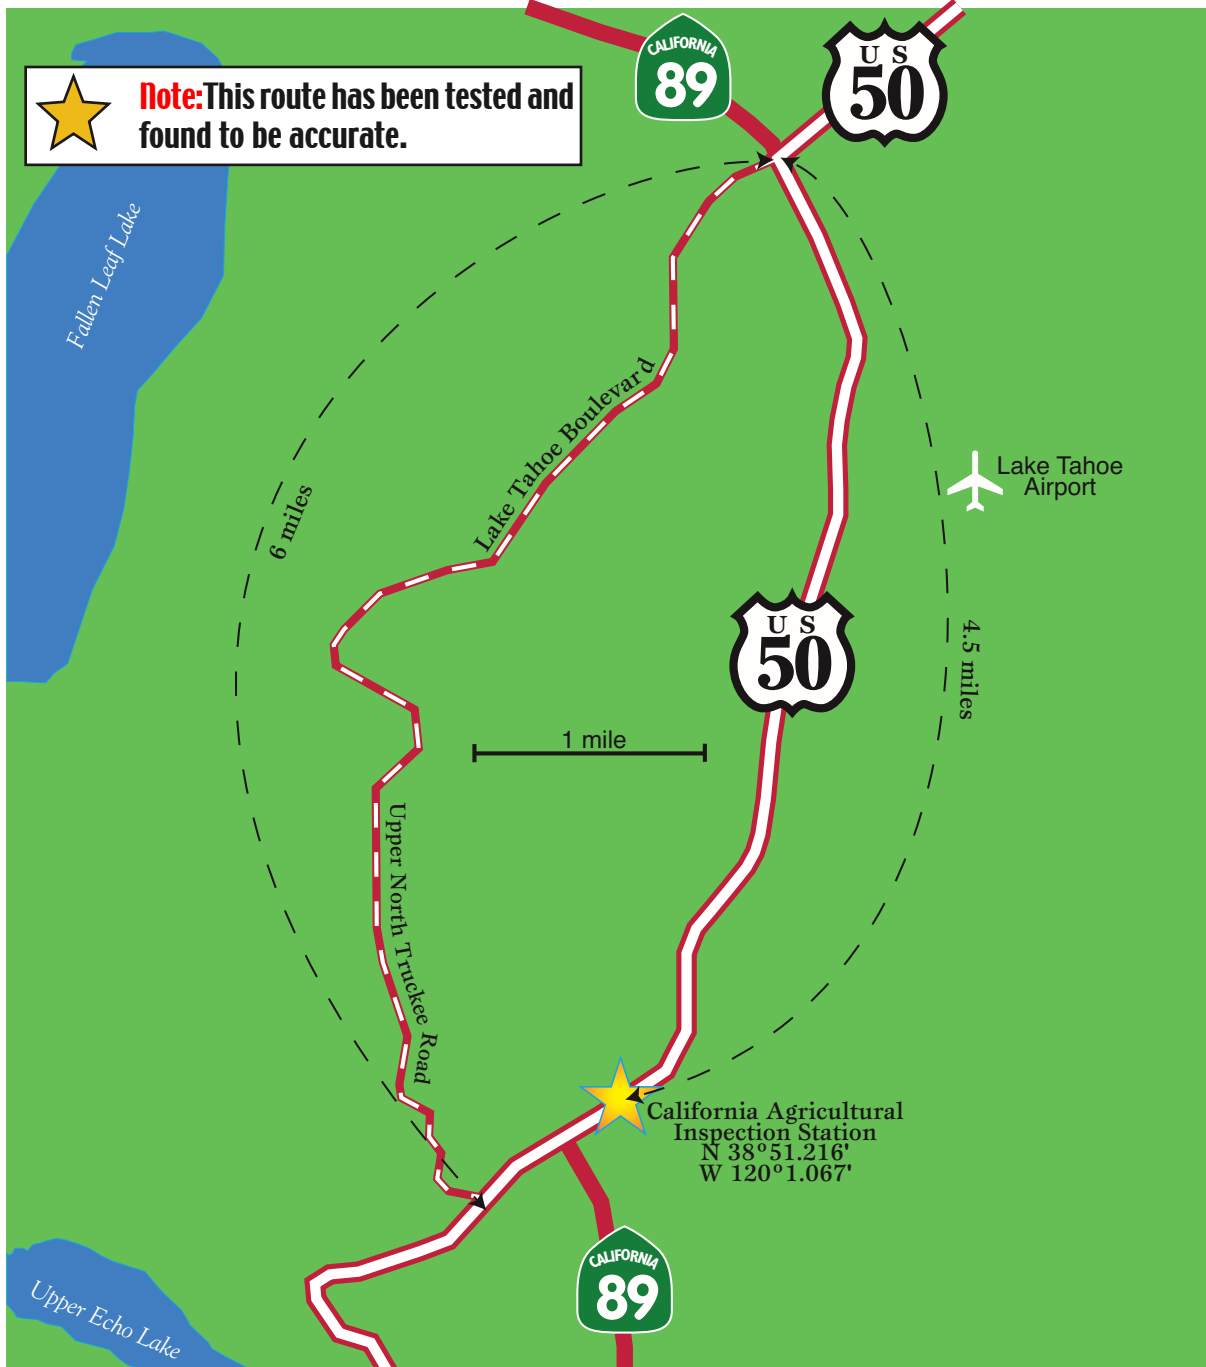 CALIFORNIA
89
U S
50
Note: This route has been tested and
found to be accurate.
Fallen Leaf Lake
Lake Tahoe Boulevard
Lake Tahoe
Airport
6 miles
U S
50
4.5 miles
1 mile
Upper North Truckee Road
California Agricultural
Inspection Station
N 38°51.216'
W 120°1.067'
CALIFORNIA
89
Upper Echo Lake